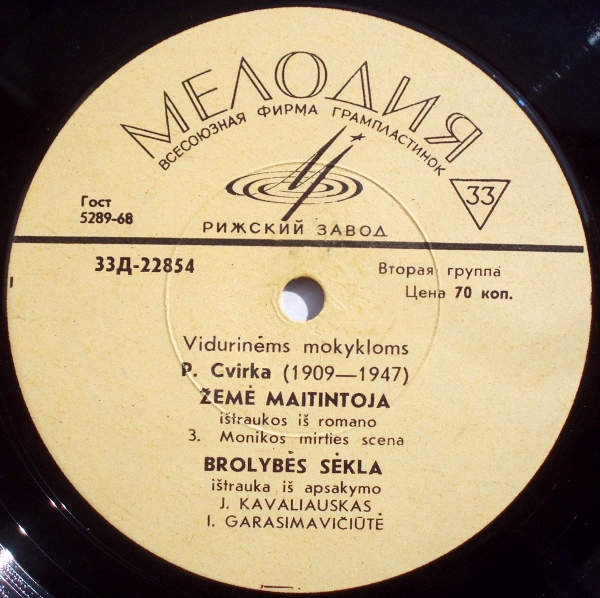 МЕЛОДИЯ
ВСЕСОЮЗНАЯ ФИРМА ГРАМПЛАСТИНОК
33
Гост
5289-68
РИЖСКИЙ ЗАВОД
33Д-22854
Вторая группа
Цена 70 коп.
Vidurinėms mokykloms
P. Cvirka (1909—1947)
ŽEMĖ MAITINTOJA
ištraukos iš romano
3. Monikos mirties scena
BROLYBĖS SĖKLA
ištrauka iš apsakymo
J. KAVALIAUSKAS
I. GARASIMAVIČIŪTĖ